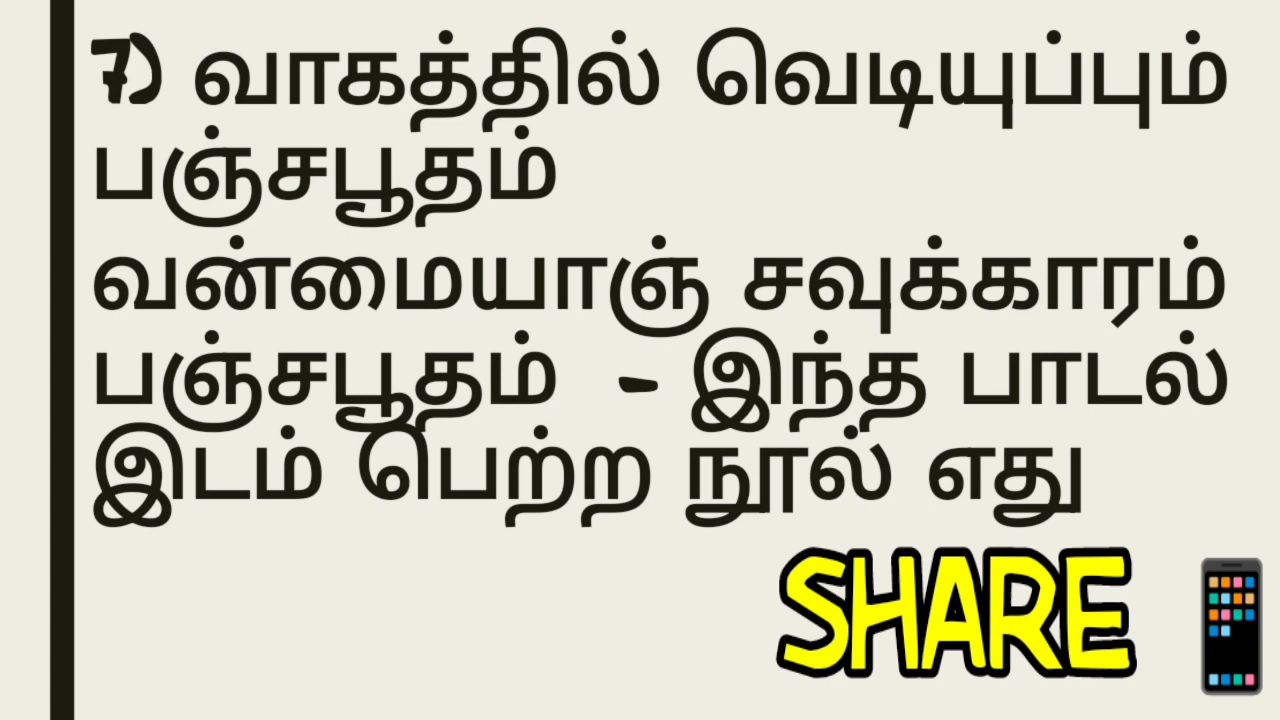 7) வாகத்தில் வெடியுப்பும்
பஞ்சபூதம்
வன்மையாஞ் சவுக்காரம்
பஞ்சபூதம் - இந்த பாடல்
இடம் பெற்ற நூல் எது
SHARE